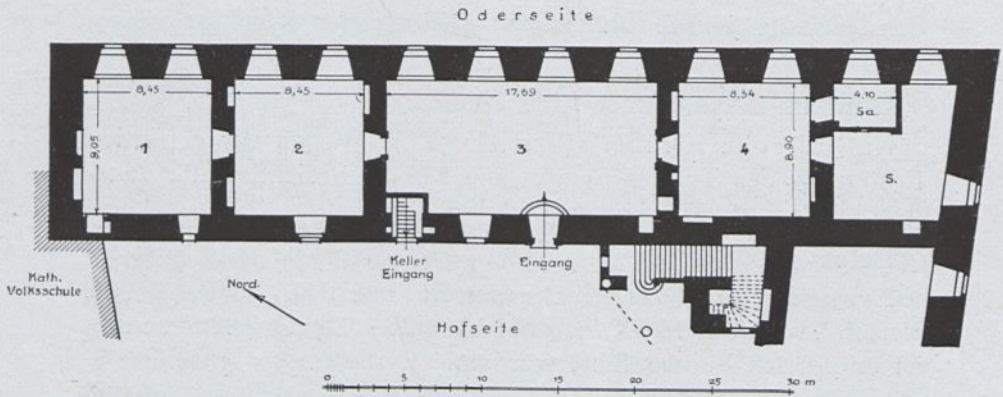 Oderseite
8,45
8,45
17,69
8,54
4,10
5a.
9,05
1
2
3
4
8,90
5.
Keller
Eingang
Eingang
Kath.
Volksschule
Nord.
Hofseite
0 5 10 15 20 25 30 m